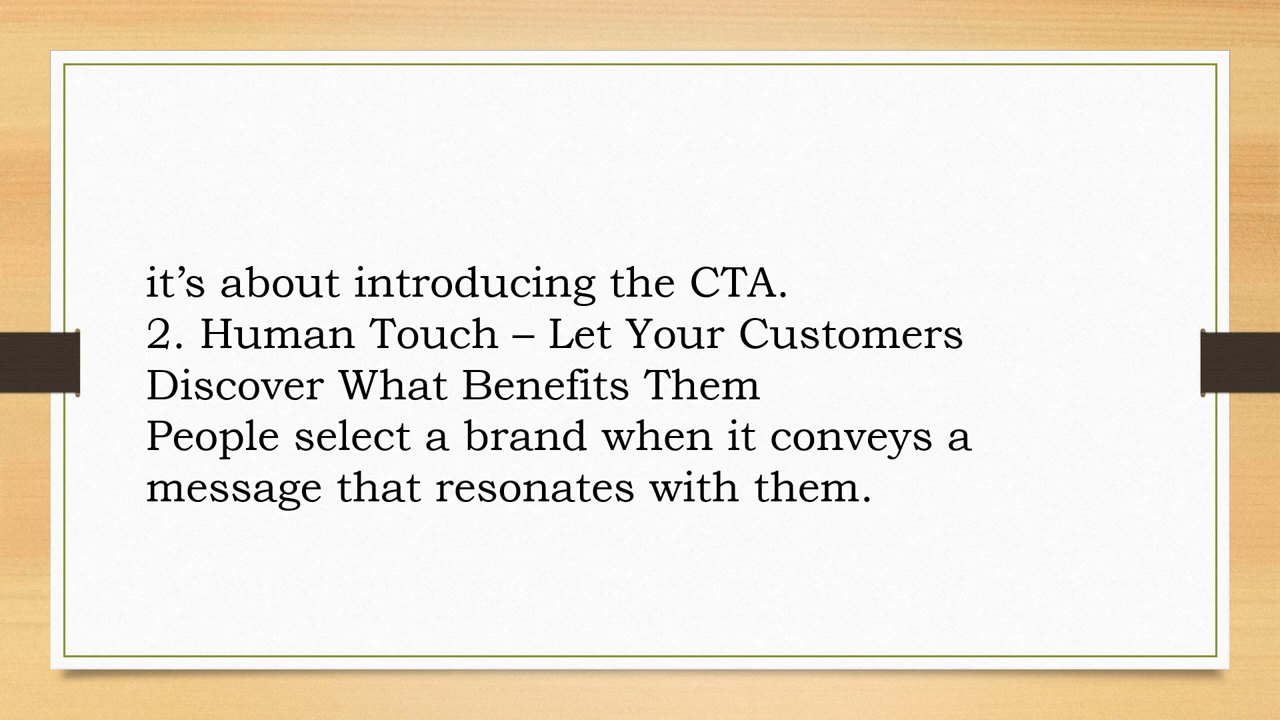 it’s about introducing the CTA.
2. Human Touch – Let Your Customers
Discover What Benefits Them
People select a brand when it conveys a
message that resonates with them.